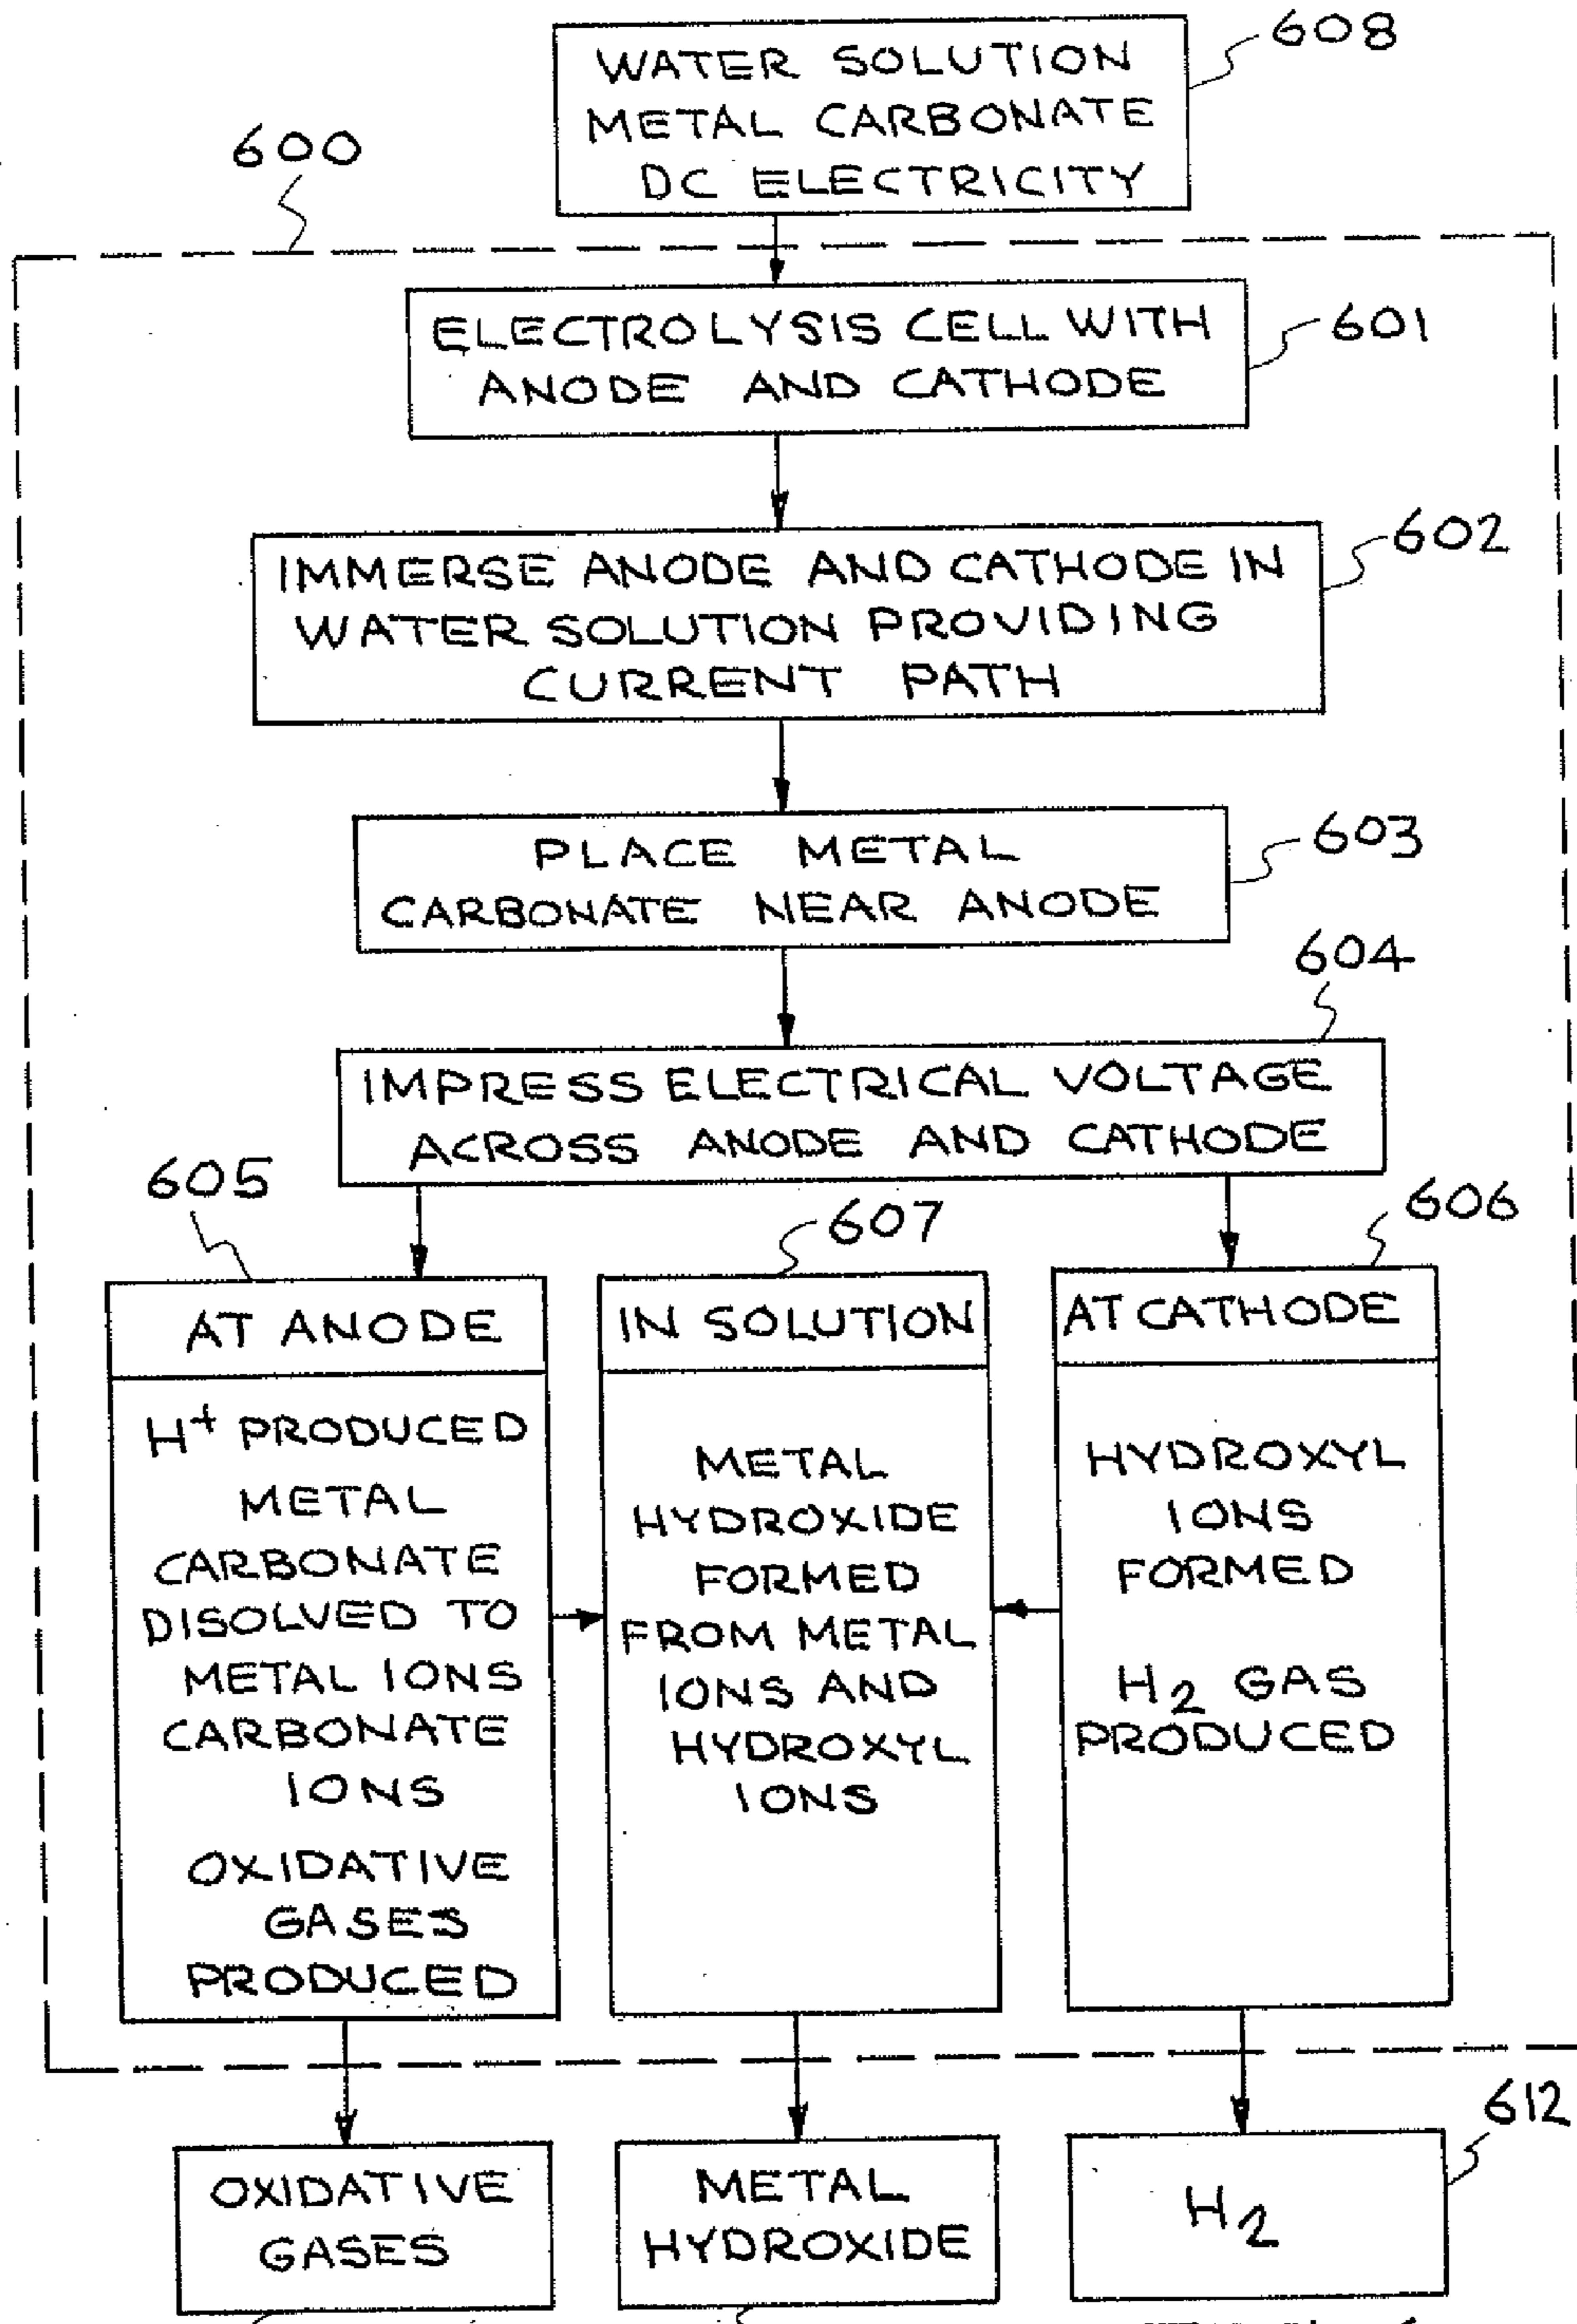 608
WATER SOLUTION
METAL CARBONATE
DC ELECTRICITY
600
ELECTROLYSIS CELL WITH
ANODE AND CATHODE
601
602
IMMERSE ANODE AND CATHODE IN
WATER SOLUTION PROVIDING
CURRENT PATH
603
PLACE METAL
CARBONATE NEAR ANODE
604
IMPRESS ELECTRICAL VOLTAGE
ACROSS ANODE AND CATHODE
605
607
606
AT ANODE
H+ PRODUCED
METAL
CARBONATE
DISOLVED TO
METAL IONS
CARBONATE
IONS
OXIDATIVE
GASES
PRODUCED
IN SOLUTION
METAL
HYDROXIDE
FORMED
FROM METAL
IONS AND
HYDROXYL
IONS
AT CATHODE
HYDROXYL
IONS
FORMED
H2 GAS
PRODUCED
OXIDATIVE
GASES
METAL
HYDROXIDE
612
H2